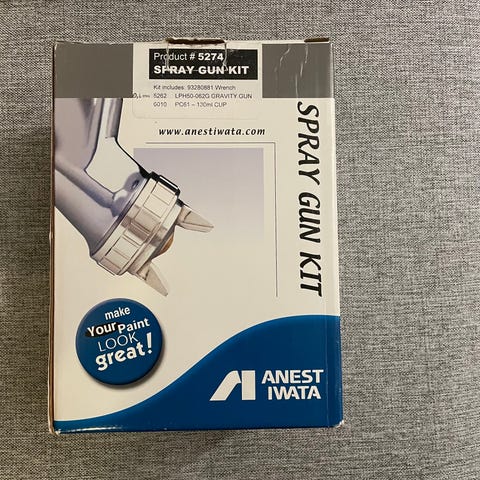 Product # 5274
SPRAY GUN KIT
Kit includes: 93280881 Wrench
5262 LPH50-062G GRAVITY GUN
6010 PC61 – 130ml CUP
www.anestiwata.com
SPRAY GUN KIT
make
Your Paint
LOOK
great!
ANEST
IWATA